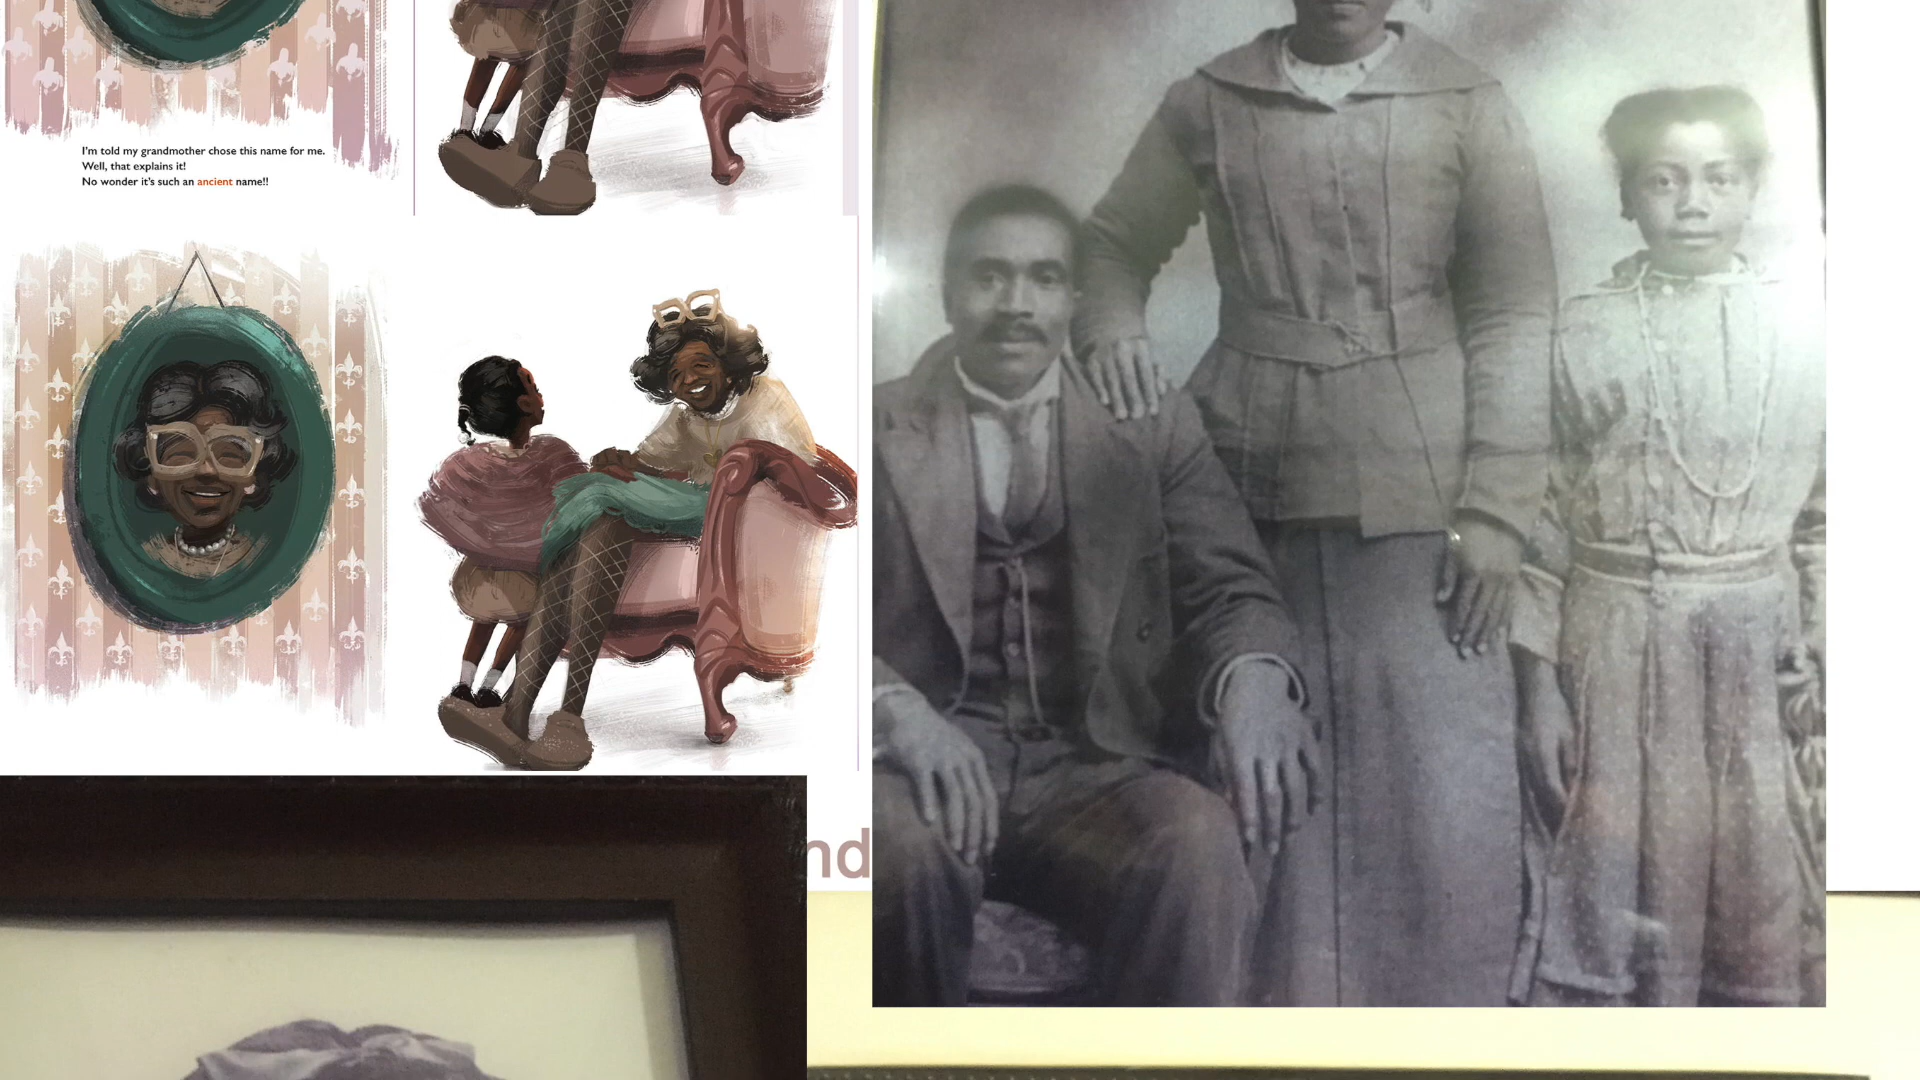 I'm told my grandmother chose this name for me.
Well, that explains it!
No wonder it's such an ancient name!!
nd